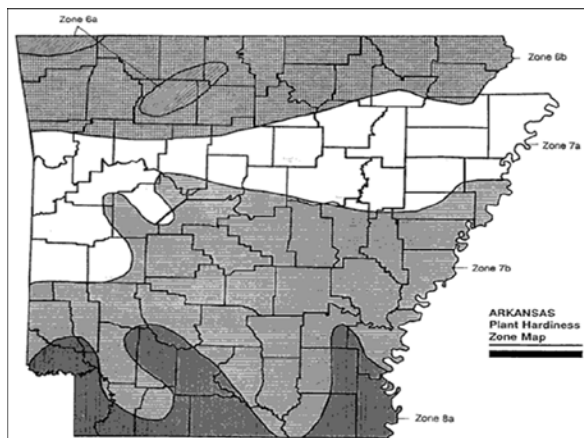 Zone 6a
Zone 6b
Zone 7a
Zone 7b
ARKANSAS
Plant Hardiness
Zone Map
Zone 8a